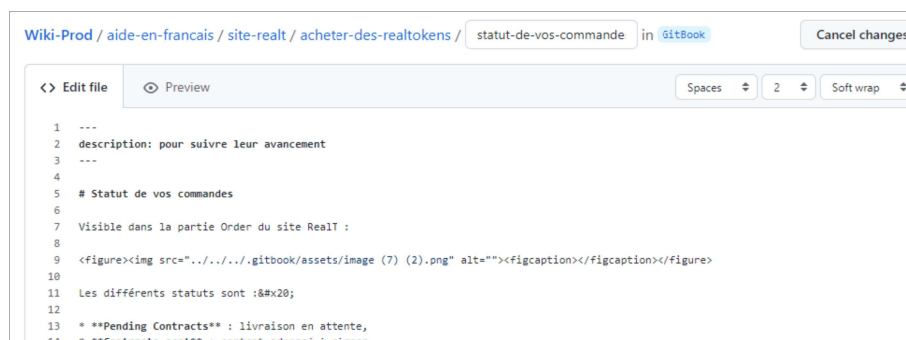 Wiki-Prod / aide-en-francais / site-realt / acheter-des-realtokens / statut-de-vos-commande in GitBook Cancel changes
<> Edit file Preview Spaces 2 Soft wrap
1 ---
2 description: pour suivre leur avancement
3 ---
4
5 # Statut de vos commandes
6
7 Visible dans la partie Order du site RealT :
8
9 <figure><img src="../../../.gitbook/assets/image (7) (2).png" alt=""><figcaption></figcaption></figure>
10
11 Les différents statuts sont :&#x20;
12
13 * **Pending Contracts** : livraison en attente,